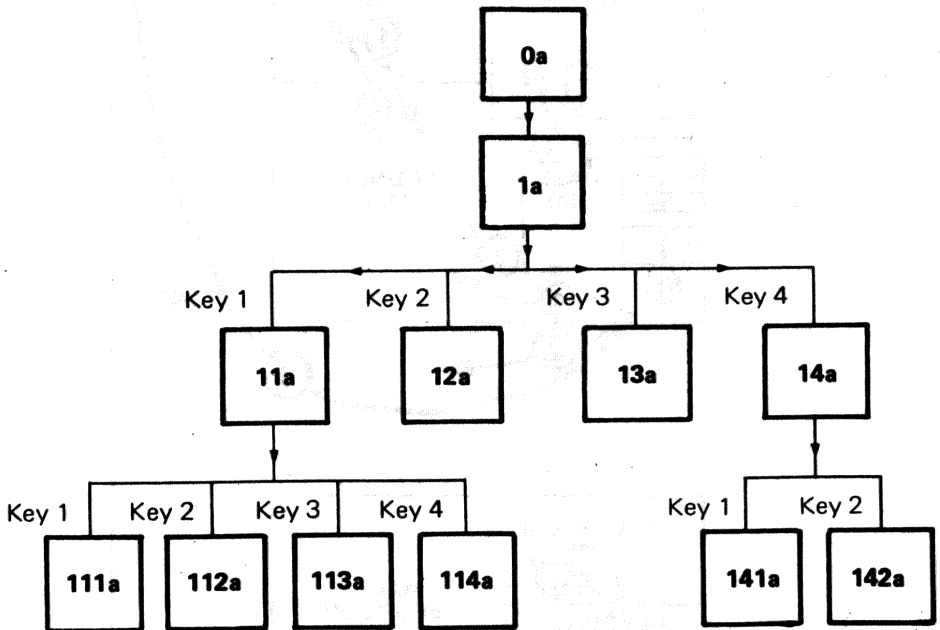 0a
1a
Key 1 Key 2 Key 3 Key 4
11a 12a 13a 14a
Key 1 Key 2 Key 3 Key 4 Key 1 Key 2
111a 112a 113a 114a 141a 142a